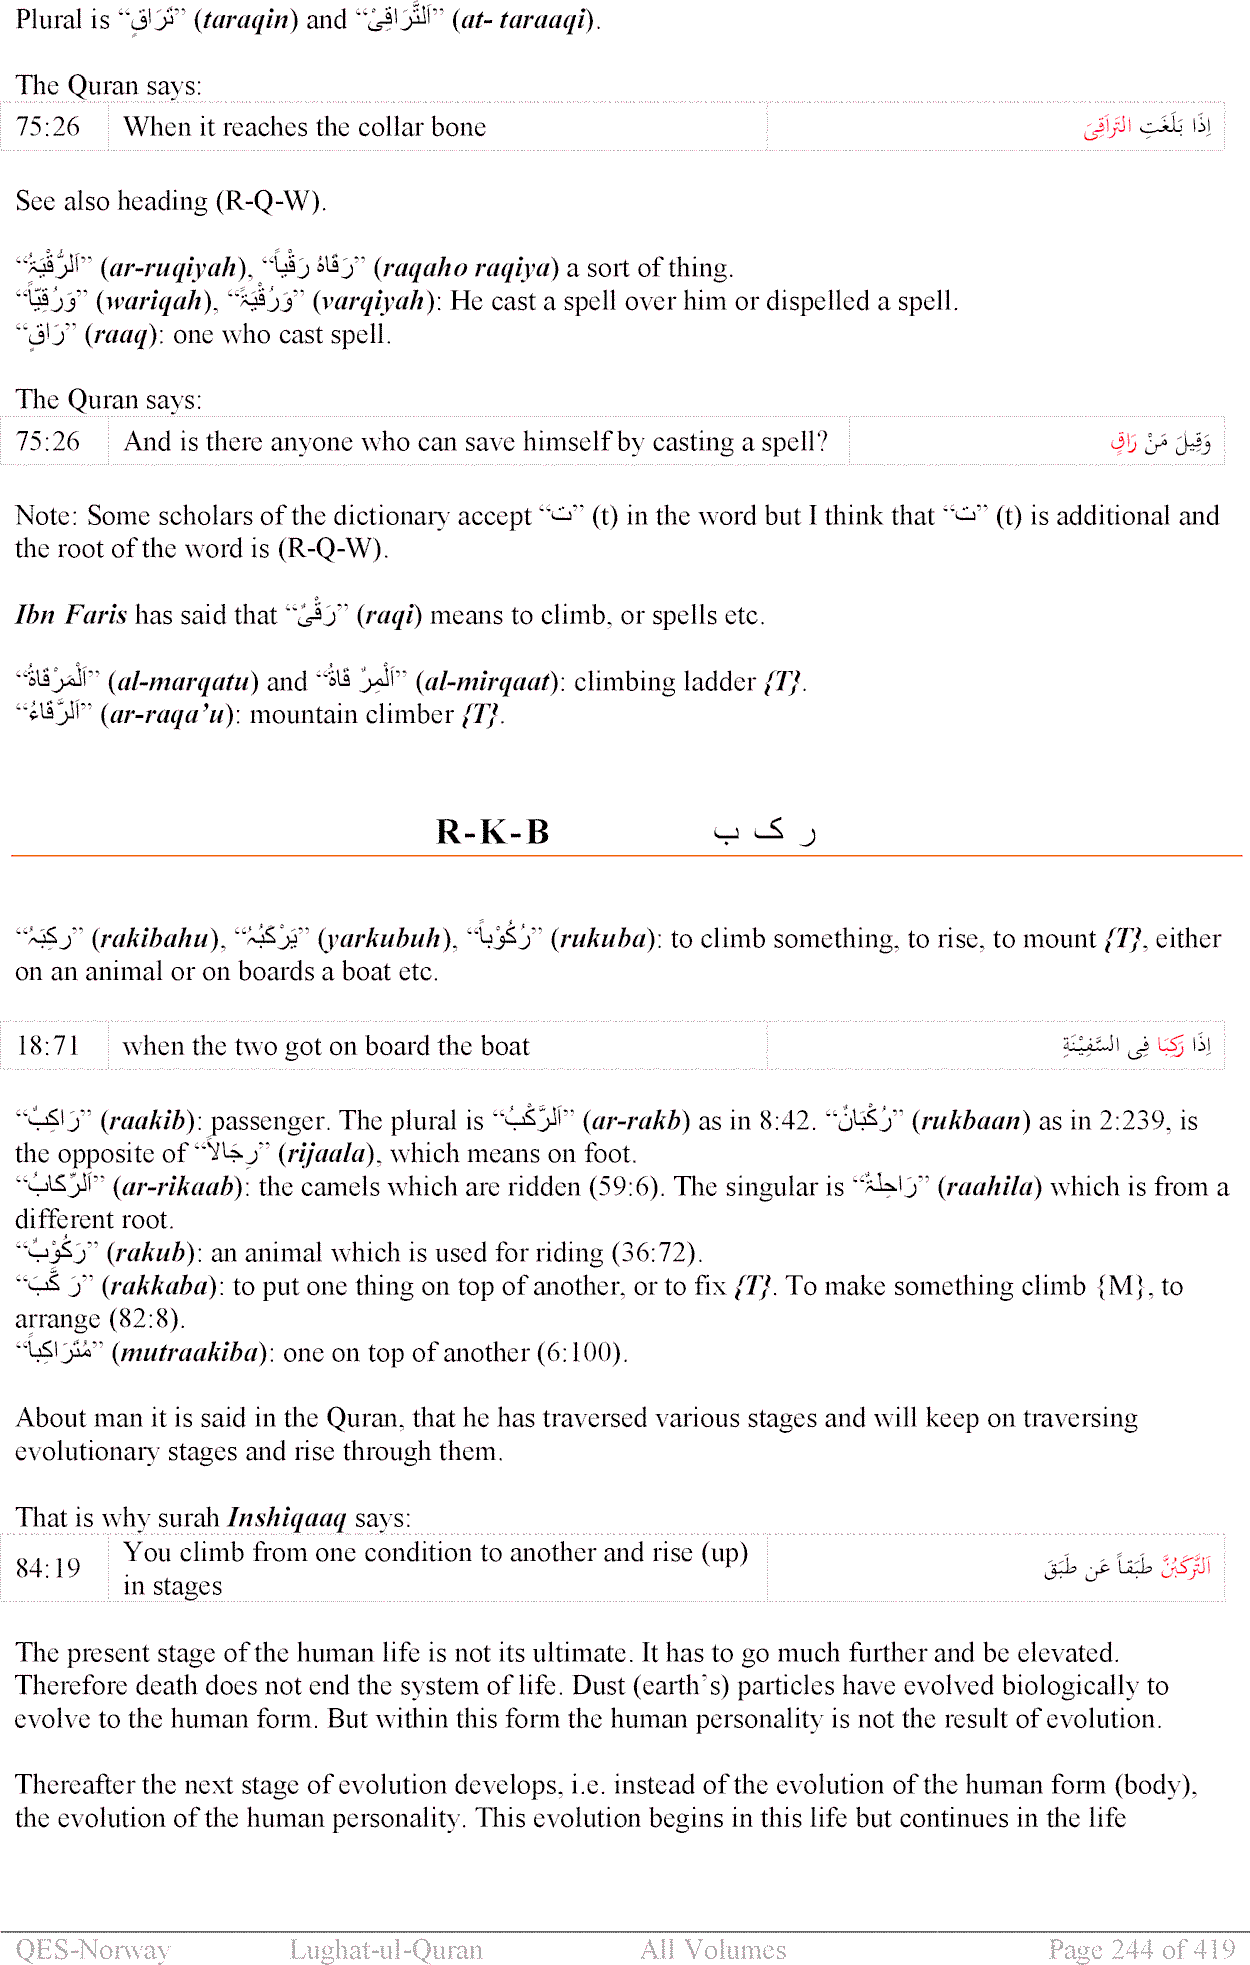 Plural is “تَرَاقٍ” (taraqin) and “اَلتَّرَاقِیْ” (at- taraaqi).
The Quran says:
75:26 When it reaches the collar bone اِذَا بَلَغَتِ التَرَاقِیَ
See also heading (R-Q-W).
“اَلرُّقْيَۃُ” (ar-ruqiyah), “رَقَاهُ رَقْياً” (raqaho raqiya) a sort of thing.
“وَرُقِيّاً” (wariqah), “وَرُقْيَۃً” (varqiyah): He cast a spell over him or dispelled a spell.
“رَاقٍ” (raaq): one who cast spell.
The Quran says:
75:26 And is there anyone who can save himself by casting a spell? وَقِيلَ مَنْ رَاقٍ
Note: Some scholars of the dictionary accept “ت” (t) in the word but I think that “ت” (t) is additional and
the root of the word is (R-Q-W).
Ibn Faris has said that “رَقْیٌ” (raqi) means to climb, or spells etc.
“اَلْمَرْقَاۃُ” (al-marqatu) and “اَلْمِرٌ قَاۃُ” (al-mirqaat): climbing ladder {T}.
“اَلرَّقَاءُ” (ar-raqa’u): mountain climber {T}.
R-K-B ر ک ب
“رکِبَہُ” (rakibahu), “يَرْکَبُہُ” (yarkubuh), “رُکُوْباً” (rukuba): to climb something, to rise, to mount {T}, either
on an animal or on boards a boat etc.
18:71 when the two got on board the boat اِذَا رَكِبَا فِی السَّفِيْنَةِ
“رَاکِبٌ” (raakib): passenger. The plural is “اَلرَّکْبُ” (ar-rakb) as in 8:42. “رُکْبَانٌ” (rukbaan) as in 2:239, is
the opposite of “رِجَالاً” (rijaala), which means on foot.
“اَلرِّکَابُ” (ar-rikaab): the camels which are ridden (59:6). The singular is “رَاحِلَۃٌ” (raahila) which is from a
different root.
“رَکُوْبٌ” (rakub): an animal which is used for riding (36:72).
“رَ کَّبَ” (rakkaba): to put one thing on top of another, or to fix {T}. To make something climb {M}, to
arrange (82:8).
“مُتَرَاکِباً” (mutraakiba): one on top of another (6:100).
About man it is said in the Quran, that he has traversed various stages and will keep on traversing
evolutionary stages and rise through them.
That is why surah Inshiqaaq says:
84:19 You climb from one condition to another and rise (up)
in stages اَلتَّرْكَبُنَّ طَبَقاً عَن طَبَقَ
The present stage of the human life is not its ultimate. It has to go much further and be elevated.
Therefore death does not end the system of life. Dust (earth’s) particles have evolved biologically to
evolve to the human form. But within this form the human personality is not the result of evolution.
Thereafter the next stage of evolution develops, i.e. instead of the evolution of the human form (body),
the evolution of the human personality. This evolution begins in this life but continues in the life
QES-Norway Lughat-ul-Quran All Volumes Page 244 of 419